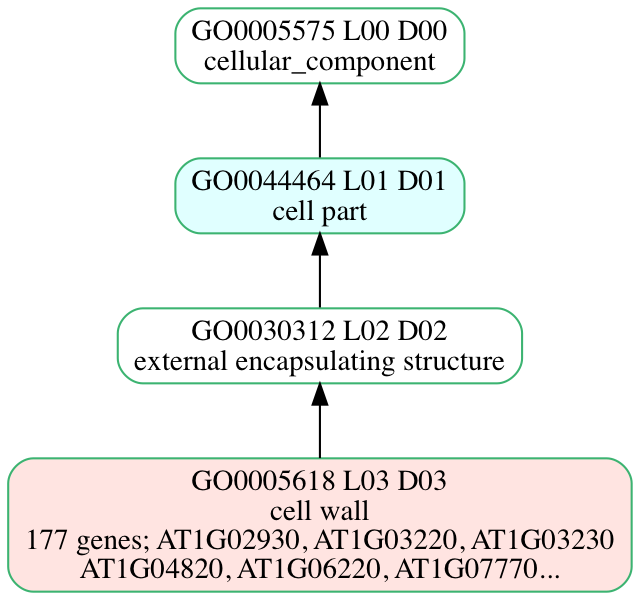 GO0005575 L00 D00
cellular_component
GO0044464 L01 D01
cell part
GO0030312 L02 D02
external encapsulating structure
GO0005618 L03 D03
cell wall
177 genes; AT1G02930, AT1G03220, AT1G03230
AT1G04820, AT1G06220, AT1G07770...